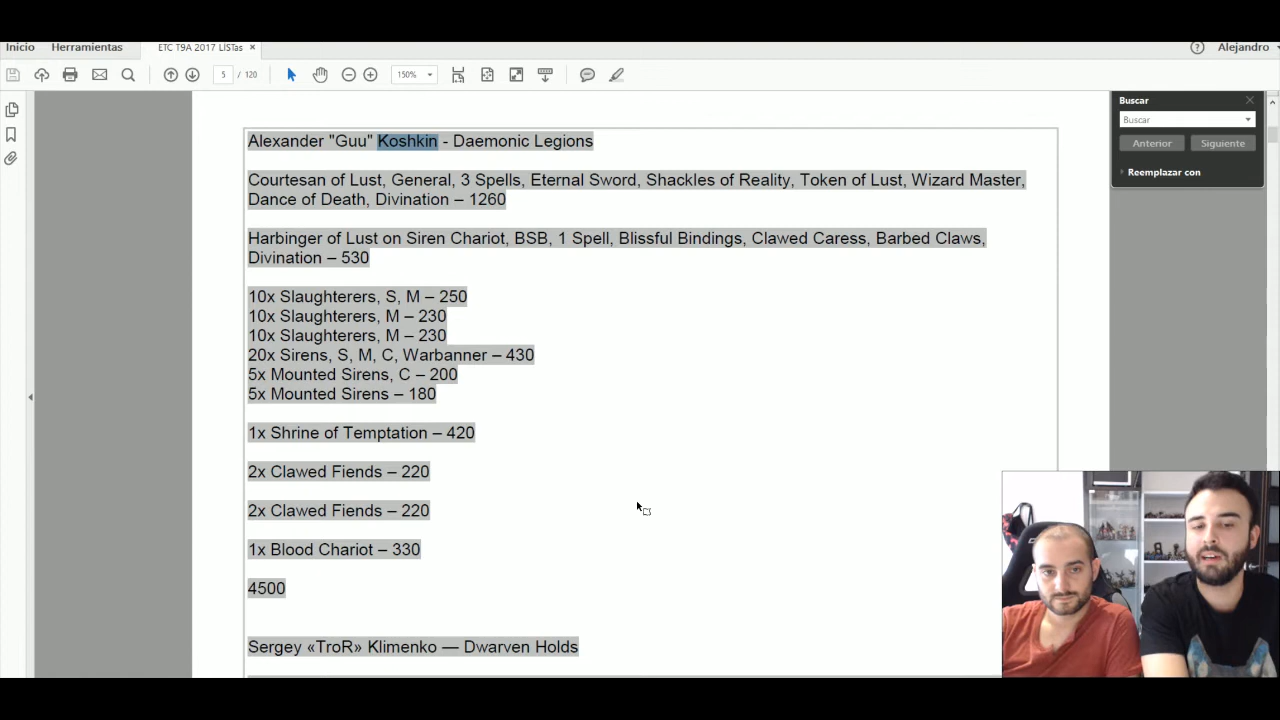 Inicio Herramientas ETC T9A 2017 LISTas × Alejandro
5 / 120 150%
Buscar
Buscar
Anterior Siguiente
Reemplazar con
Alexander "Guu" Koshkin - Daemonic Legions
Courtesan of Lust, General, 3 Spells, Eternal Sword, Shackles of Reality, Token of Lust, Wizard Master,
Dance of Death, Divination – 1260
Harbinger of Lust on Siren Chariot, BSB, 1 Spell, Blissful Bindings, Clawed Caress, Barbed Claws,
Divination – 530
10x Slaughterers, S, M – 250
10x Slaughterers, M – 230
10x Slaughterers, M – 230
20x Sirens, S, M, C, Warbanner – 430
5x Mounted Sirens, C – 200
5x Mounted Sirens – 180
1x Shrine of Temptation – 420
2x Clawed Fiends – 220
2x Clawed Fiends – 220
1x Blood Chariot – 330
4500
Sergey «TroR» Klimenko — Dwarven Holds